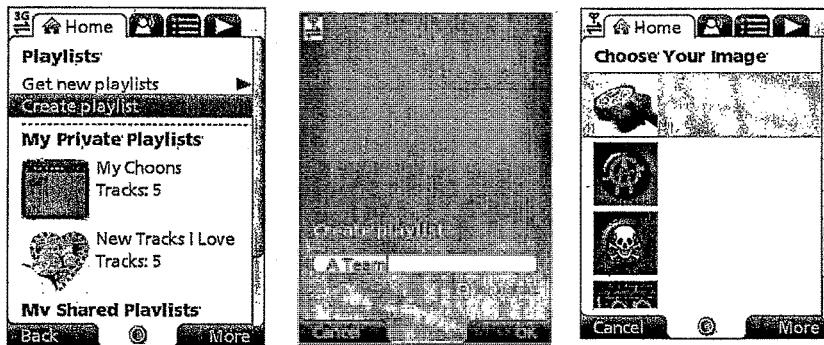 3G
Home
Playlists
Get new playlists
Create playlist
My Private Playlists
My Choons
Tracks: 5
New Tracks I Love
Tracks: 5
My Shared Playlists
Back
More
Create playlist
A Team
Cancel
OK
Home
Choose Your Image
Cancel
More